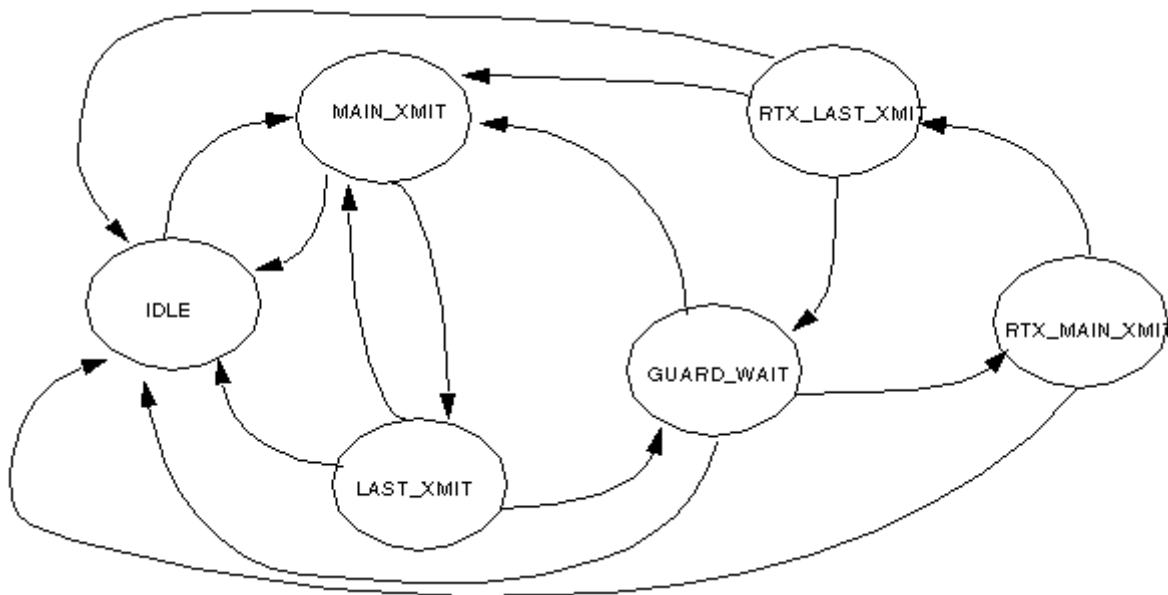 MAIN_XMIT
RTX_LAST_XMIT
IDLE
RTX_MAIN_XMIT
GUARD_WAIT
LAST_XMIT